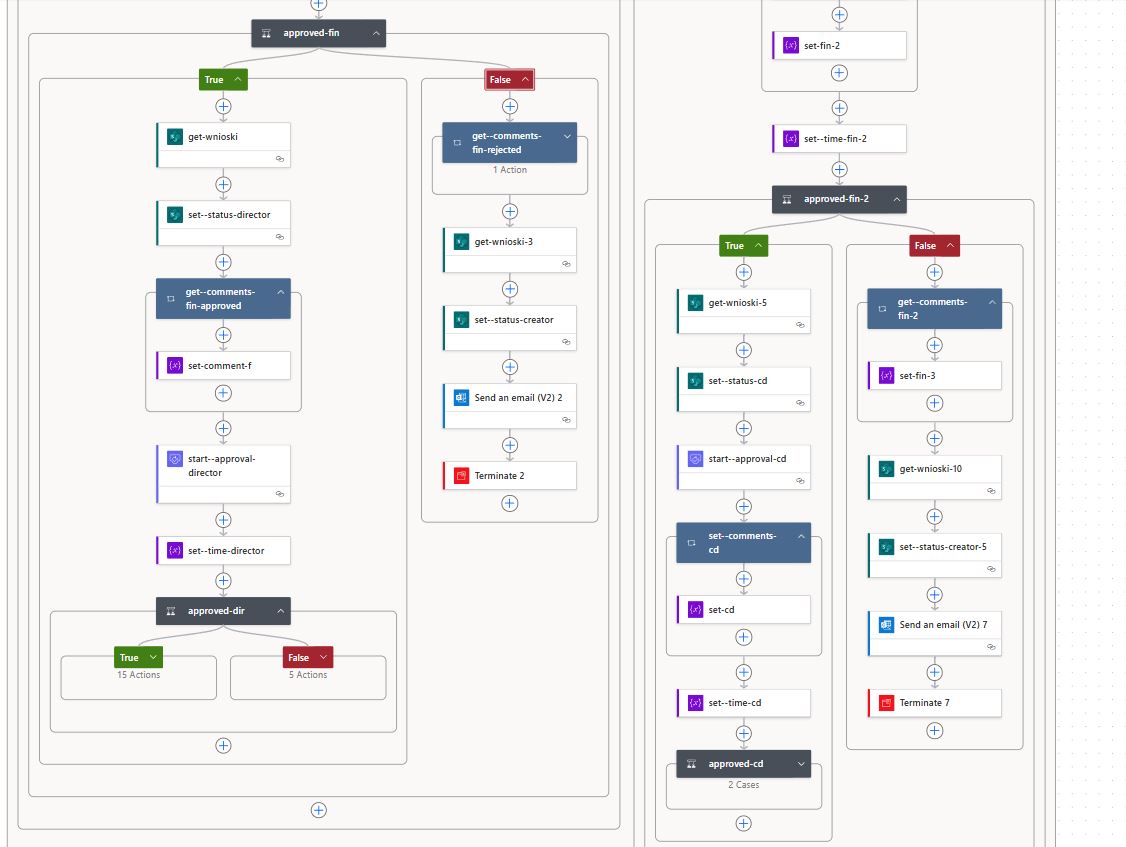 approved-fin
True
get-wnioski
set--status-director
get--comments-
fin-approved
set-comment-f
start--approval-
director
set--time-director
approved-dir
True
15 Actions
False
5 Actions
False
get--comments-
fin-rejected
1 Action
get-wnioski-3
set--status-creator
Send an email (V2) 2
Terminate 2
set-fin-2
set--time-fin-2
approved-fin-2
True
get-wnioski-5
set--status-cd
start--approval-cd
set--comments-
cd
set-cd
set--time-cd
approved-cd
2 Cases
False
get--comments-
fin-2
set-fin-3
get-wnioski-10
set--status-creator-5
Send an email (V2) 7
Terminate 7